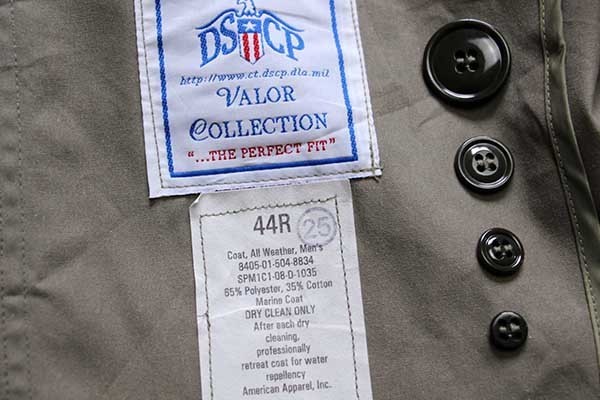 DSCP
http://www.ct.dscp.dla.mil
VALOR
COLLECTION
"...THE PERFECT FIT"
44R 25
Coat, All Weather, Men's
8405-01-504-8834
SPM1C1-08-D-1035
65% Polyester, 35% Cotton
Marine Coat
DRY CLEAN ONLY
After each dry
cleaning,
professionally
retreat coat for water
repellency
American Apparel, Inc.